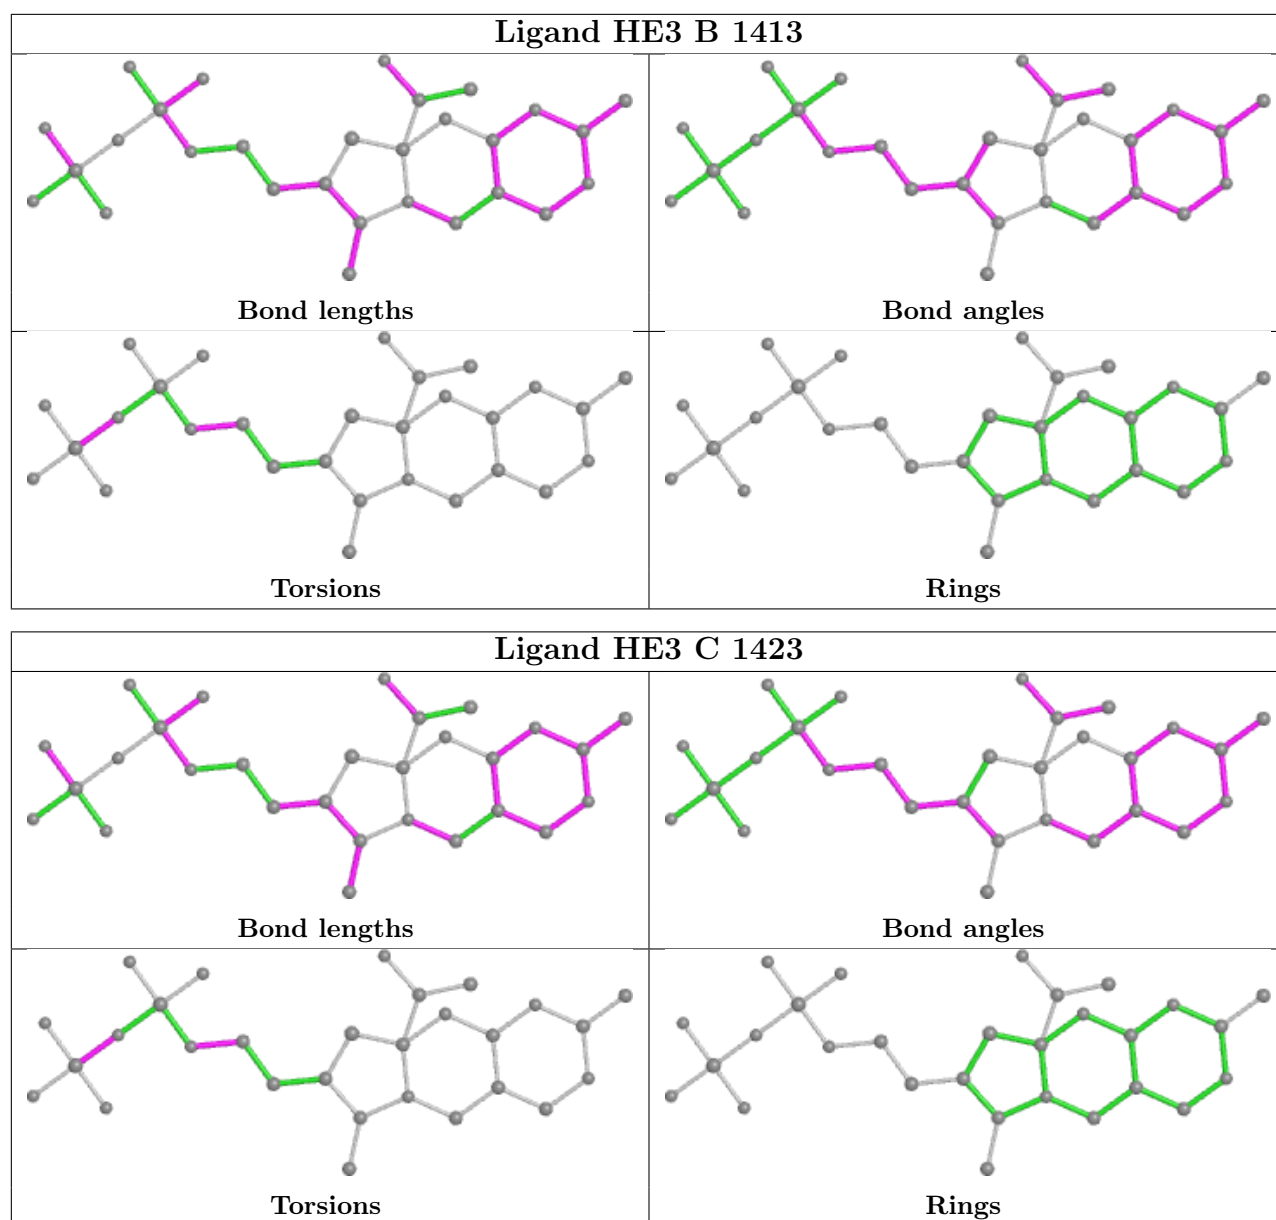 Ligand HE3 B 1413
Bond lengths
Bond angles
Torsions
Rings
Ligand HE3 C 1423
Bond lengths
Bond angles
Torsions
Rings